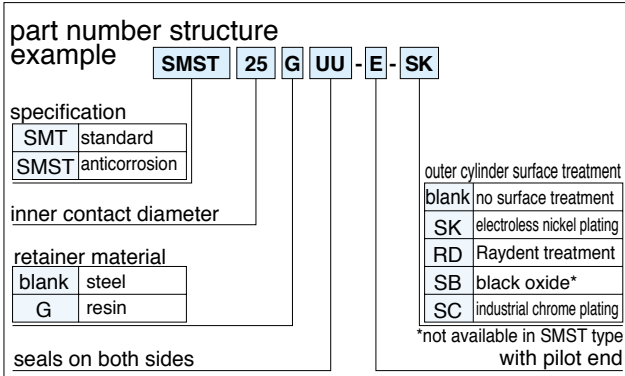 part number structure
example
SMST 25 G UU - E - SK
specification
SMT standard
SMST anticorrosion
inner contact diameter
retainer material
blank steel
G resin
seals on both sides
outer cylinder surface treatment
blank no surface treatment
SK electroless nickel plating
RD Raydent treatment
SB black oxide*
SC industrial chrome plating
*not available in SMST type
with pilot end